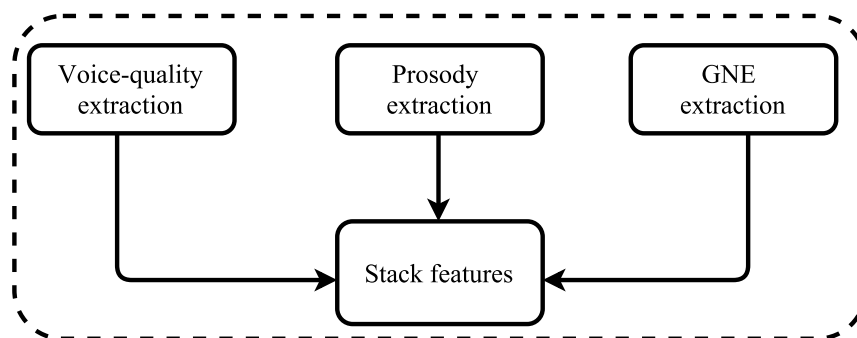 Voice-quality
extraction
Prosody
extraction
GNE
extraction
Stack features